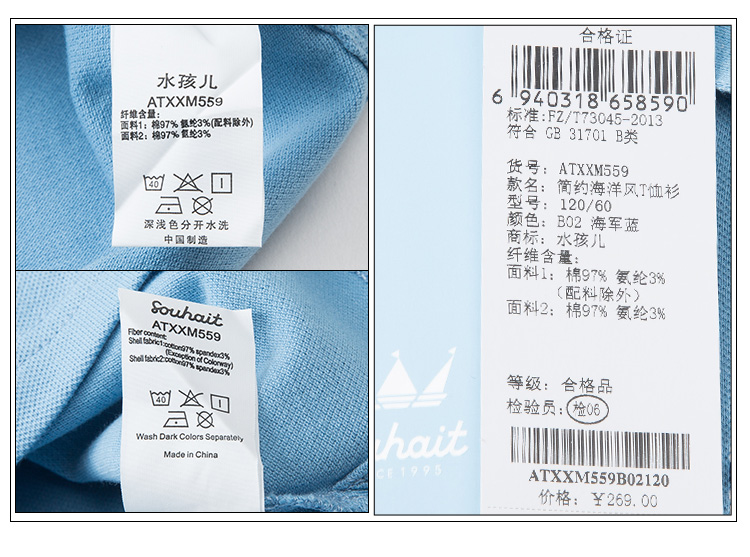 水孩儿
ATXXM559
纤维含量:
面料1: 棉97% 氨纶3%(配料除外)
面料2: 棉97% 氨纶3%
40
深浅色分开水洗
中国制造
Souhait
ATXXM559
Fiber content:
Shell fabric1:cotton97% spandex3%
(Exception of Colorway)
Shell fabric2:cotton97% spandex3%
40
Wash Dark Colors Separately
Made in China
合格证
6 940318 658590
标准:FZ/T73045-2013
符合 GB 31701 B类
货号: ATXXM559
款名: 简约海洋风T恤衫
型号: 120/60
颜色: B02 海军蓝
商标: 水孩儿
纤维含量:
面料1: 棉97% 氨纶3%
(配料除外)
面料2: 棉97% 氨纶3%
等级: 合格品
检验员: 检06
ATXXM559B02120
价格: ¥269.00
uhait
CE 1995